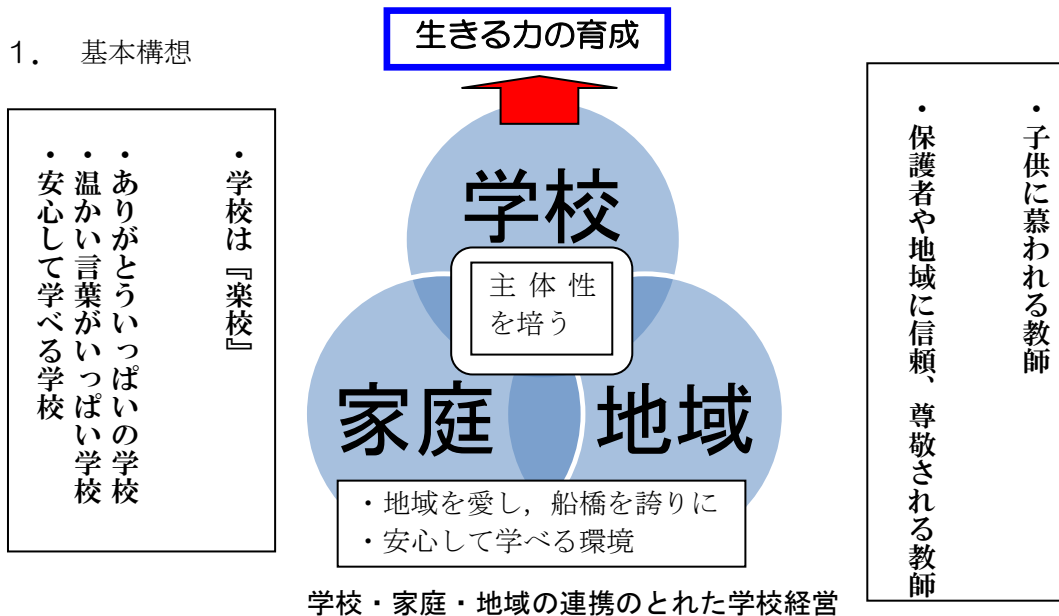 １． 基本構想
生きる力の育成
・学校は『楽校』
・ありがとういっぱいの学校
・温かい言葉がいっぱい学校
・安心して学べる学校
学校
主体性
を培う
家庭
地域
・地域を愛し，船橋を誇りに
・安心して学べる環境
・子供に慕われる教師
・保護者や地域に信頼、尊敬される教師
学校・家庭・地域の連携のとれた学校経営